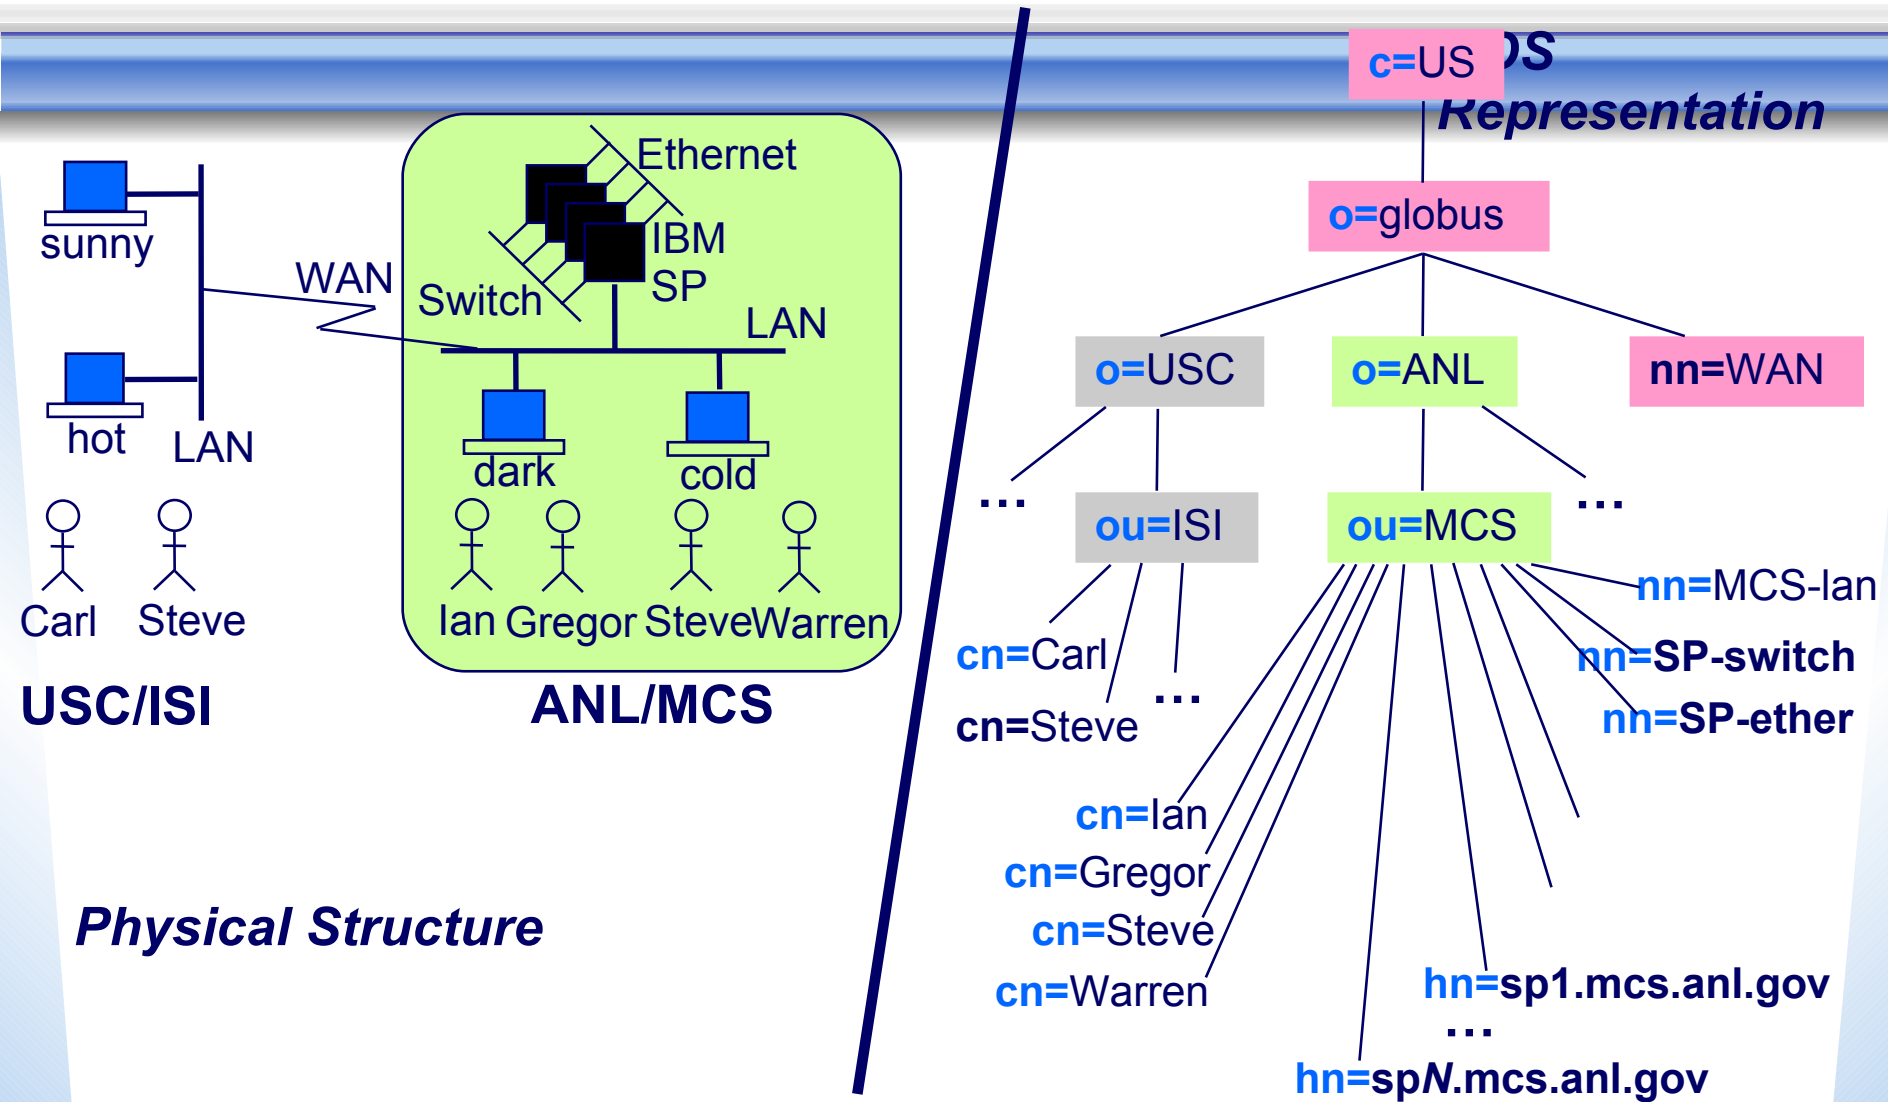 Ethernet
IBM
SP
Switch
LAN
WAN
sunny
hot
LAN
dark
cold
Carl
Steve
Ian
Gregor
Steve
Warren
USC/ISI
ANL/MCS
Physical Structure
Representation
c=US
o=globus
o=USC
o=ANL
nn=WAN
...
ou=ISI
ou=MCS
...
nn=MCS-lan
nn=SP-switch
nn=SP-ether
cn=Carl
...
cn=Steve
cn=Ian
cn=Gregor
cn=Steve
cn=Warren
hn=sp1.mcs.anl.gov
...
hn=spN.mcs.anl.gov